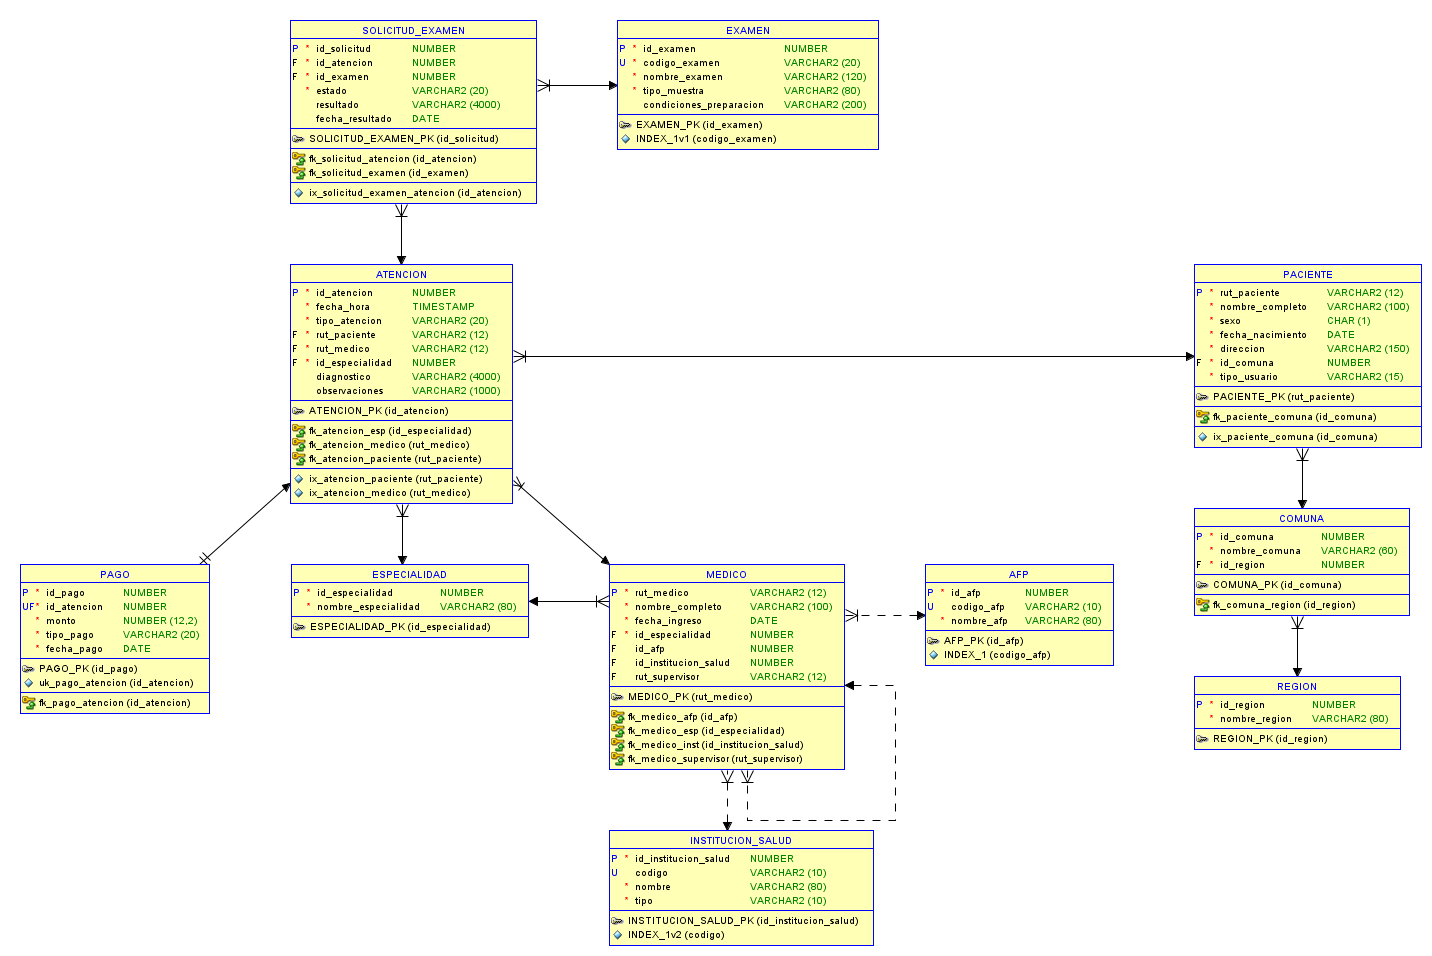 SOLICITUD_EXAMEN
P * id_solicitud NUMBER
F * id_atencion NUMBER
F * id_examen NUMBER
* estado VARCHAR2 (20)
resultado VARCHAR2 (4000)
fecha_resultado DATE
SOLICITUD_EXAMEN_PK (id_solicitud)
fk_solicitud_atencion (id_atencion)
fk_solicitud_examen (id_examen)
ix_solicitud_examen_atencion (id_atencion)
EXAMEN
P * id_examen NUMBER
U * codigo_examen VARCHAR2 (20)
* nombre_examen VARCHAR2 (120)
* tipo_muestra VARCHAR2 (80)
condiciones_preparacion VARCHAR2 (200)
EXAMEN_PK (id_examen)
INDEX_1v1 (codigo_examen)
ATENCION
P * id_atencion NUMBER
* fecha_hora TIMESTAMP
* tipo_atencion VARCHAR2 (20)
F * rut_paciente VARCHAR2 (12)
F * rut_medico VARCHAR2 (12)
F * id_especialidad NUMBER
diagnostico VARCHAR2 (4000)
observaciones VARCHAR2 (1000)
ATENCION_PK (id_atencion)
fk_atencion_esp (id_especialidad)
fk_atencion_medico (rut_medico)
fk_atencion_paciente (rut_paciente)
ix_atencion_paciente (rut_paciente)
ix_atencion_medico (rut_medico)
PACIENTE
P * rut_paciente VARCHAR2 (12)
* nombre_completo VARCHAR2 (100)
* sexo CHAR (1)
* fecha_nacimiento DATE
* direccion VARCHAR2 (150)
F * id_comuna NUMBER
* tipo_usuario VARCHAR2 (15)
PACIENTE_PK (rut_paciente)
fk_paciente_comuna (id_comuna)
ix_paciente_comuna (id_comuna)
COMUNA
P * id_comuna NUMBER
* nombre_comuna VARCHAR2 (60)
F * id_region NUMBER
COMUNA_PK (id_comuna)
fk_comuna_region (id_region)
PAGO
P * id_pago NUMBER
UF * id_atencion NUMBER
* monto NUMBER (12,2)
* tipo_pago VARCHAR2 (20)
* fecha_pago DATE
PAGO_PK (id_pago)
uk_pago_atencion (id_atencion)
fk_pago_atencion (id_atencion)
ESPECIALIDAD
P * id_especialidad NUMBER
* nombre_especialidad VARCHAR2 (80)
ESPECIALIDAD_PK (id_especialidad)
MEDICO
P * rut_medico VARCHAR2 (12)
* nombre_completo VARCHAR2 (100)
* fecha_ingreso DATE
F * id_especialidad NUMBER
F id_afp NUMBER
F id_institucion_salud NUMBER
F rut_supervisor VARCHAR2 (12)
MEDICO_PK (rut_medico)
fk_medico_afp (id_afp)
fk_medico_esp (id_especialidad)
fk_medico_inst (id_institucion_salud)
fk_medico_supervisor (rut_supervisor)
AFP
P * id_afp NUMBER
U codigo_afp VARCHAR2 (10)
* nombre_afp VARCHAR2 (80)
AFP_PK (id_afp)
INDEX_1 (codigo_afp)
REGION
P * id_region NUMBER
* nombre_region VARCHAR2 (80)
REGION_PK (id_region)
INSTITUCION_SALUD
P * id_institucion_salud NUMBER
U codigo VARCHAR2 (10)
* nombre VARCHAR2 (80)
* tipo VARCHAR2 (10)
INSTITUCION_SALUD_PK (id_institucion_salud)
INDEX_1v2 (codigo)